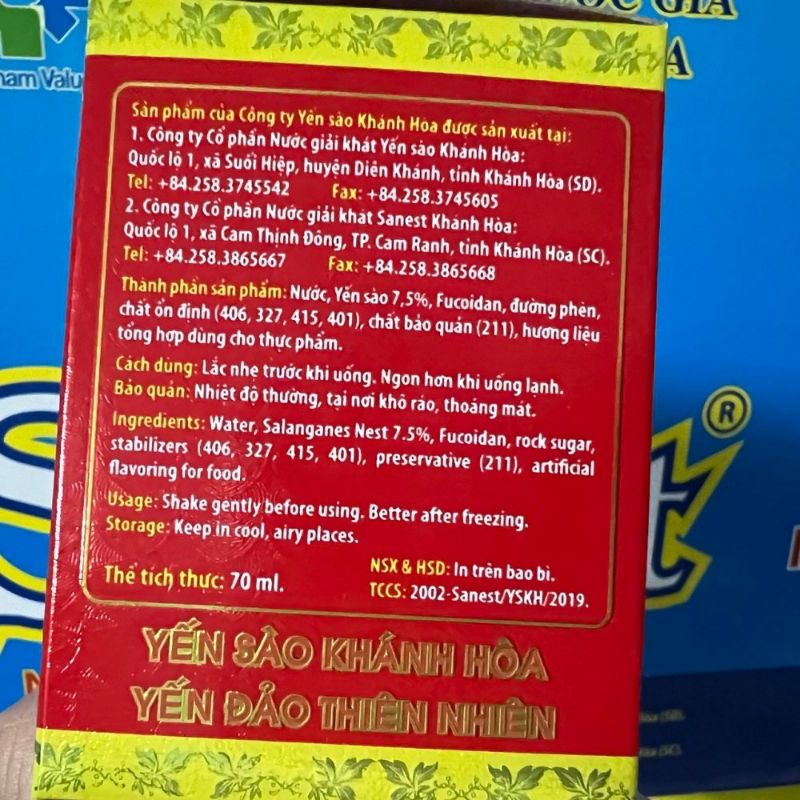 ham Valu
ỐC GIA
A
Sản phẩm của Công ty Yến sào Khánh Hòa được sản xuất tại:
1. Công ty Cổ phần Nước giải khát Yến sào Khánh Hòa:
Quốc lộ 1, xã Suối Hiệp, huyện Diên Khánh, tỉnh Khánh Hòa (SD).
Tel: +84.258.3745542 Fax: +84.258.3745605
2. Công ty Cổ phần Nước giải khát Sanest Khánh Hòa:
Quốc lộ 1, xã Cam Thịnh Đông, TP. Cam Ranh, tỉnh Khánh Hòa (SC).
Tel: +84.258.3865667 Fax: +84.258.3865668
Thành phần sản phẩm: Nước, Yến sào 7,5%, Fucoidan, đường phèn,
chất ổn định (406, 327, 415, 401), chất bảo quản (211), hương liệu
tổng hợp dùng cho thực phẩm.
Cách dùng: Lắc nhẹ trước khi uống. Ngon hơn khi uống lạnh.
Bảo quản: Nhiệt độ thường, tại nơi khô ráo, thoáng mát.
Ingredients: Water, Salanganes Nest 7.5%, Fucoidan, rock sugar,
stabilizers (406, 327, 415, 401), preservative (211), artificial
flavoring for food.
Usage: Shake gently before using. Better after freezing.
Storage: Keep in cool, airy places.
Thể tích thực: 70 ml.
NSX & HSD: In trên bao bì.
TCCS: 2002-Sanest/YSKH/2019.
YẾN SÀO KHÁNH HÒA
YẾN ĐẢO THIÊN NHIÊN
S t ®
Hòa (SD).
Hòa (SC).